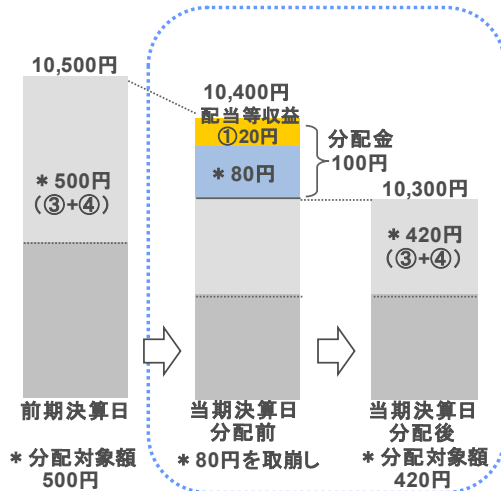 10,500円
＊500円
（③+④）
前期決算日
＊分配対象額
500円
10,400円
配当等収益
①20円
＊80円
分配金
100円
当期決算日
分配前
＊80円を取崩し
10,300円
＊420円
（③+④）
当期決算日
分配後
＊分配対象額
420円